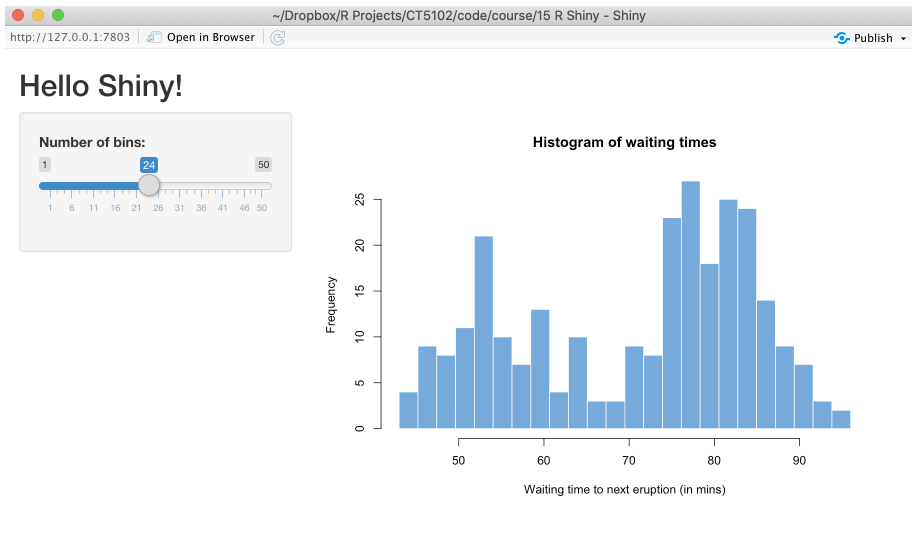 ~/Dropbox/R Projects/CT5102/code/course/15 R Shiny - Shiny
http://127.0.0.1:7803 Open in Browser Publish
Hello Shiny!
Number of bins:
1 24 50
1 6 11 16 21 26 31 36 41 46 50
Histogram of waiting times
Frequency
25
20
15
10
5
0
50 60 70 80 90
Waiting time to next eruption (in mins)